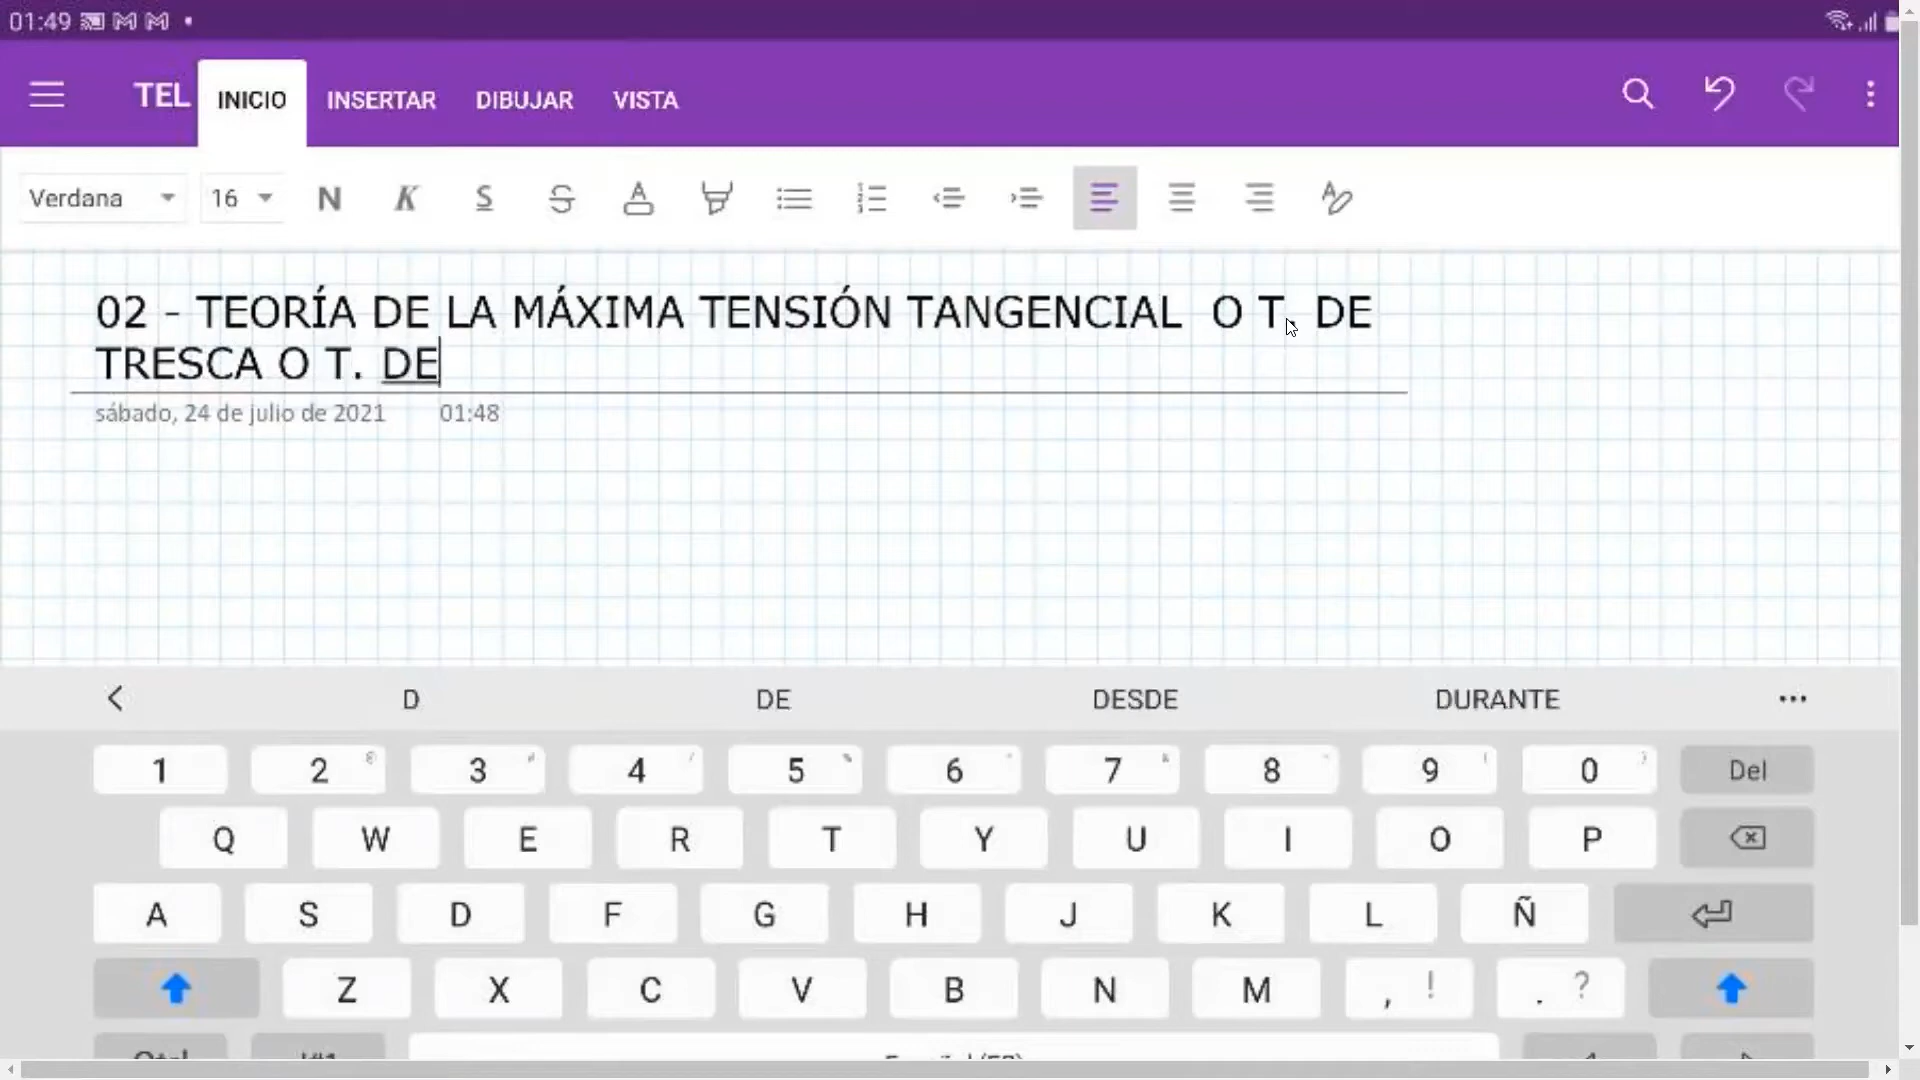 01:49
TEL INICIO INSERTAR DIBUJAR VISTA
Verdana 16 N K S
02 - TEORÍA DE LA MÁXIMA TENSIÓN TANGENCIAL O T. DE
TRESCA O T. DE
sábado, 24 de julio de 2021 01:48
D DE DESDE DURANTE
1 2 3 4 5 6 7 8 9 0 Del
Q W E R T Y U I O P
A S D F G H J K L Ñ
Z X C V B N M , ! . ?